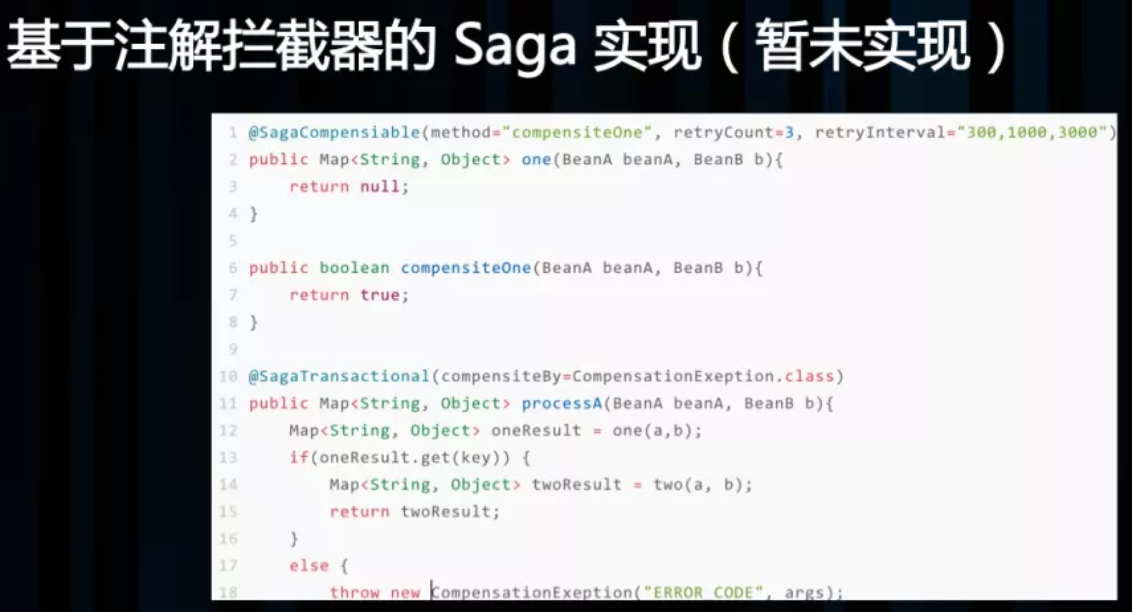 基于注解拦截器的 Saga 实现（暂未实现）
1 @SagaCompensiable(method="compensiteOne", retryCount=3, retryInterval="300,1000,3000")
2 public Map<String, Object> one(BeanA beanA, BeanB b){
3     return null;
4 }
5
6 public boolean compensiteOne(BeanA beanA, BeanB b){
7     return true;
8 }
9
10 @SagaTransactional(compensiteBy=CompensationExeption.class)
11 public Map<String, Object> processA(BeanA beanA, BeanB b){
12     Map<String, Object> oneResult = one(a,b);
13     if(oneResult.get(key)) {
14         Map<String, Object> twoResult = two(a, b);
15         return twoResult;
16     }
17     else {
18         throw new CompensationExeption("ERROR_CODE", args);